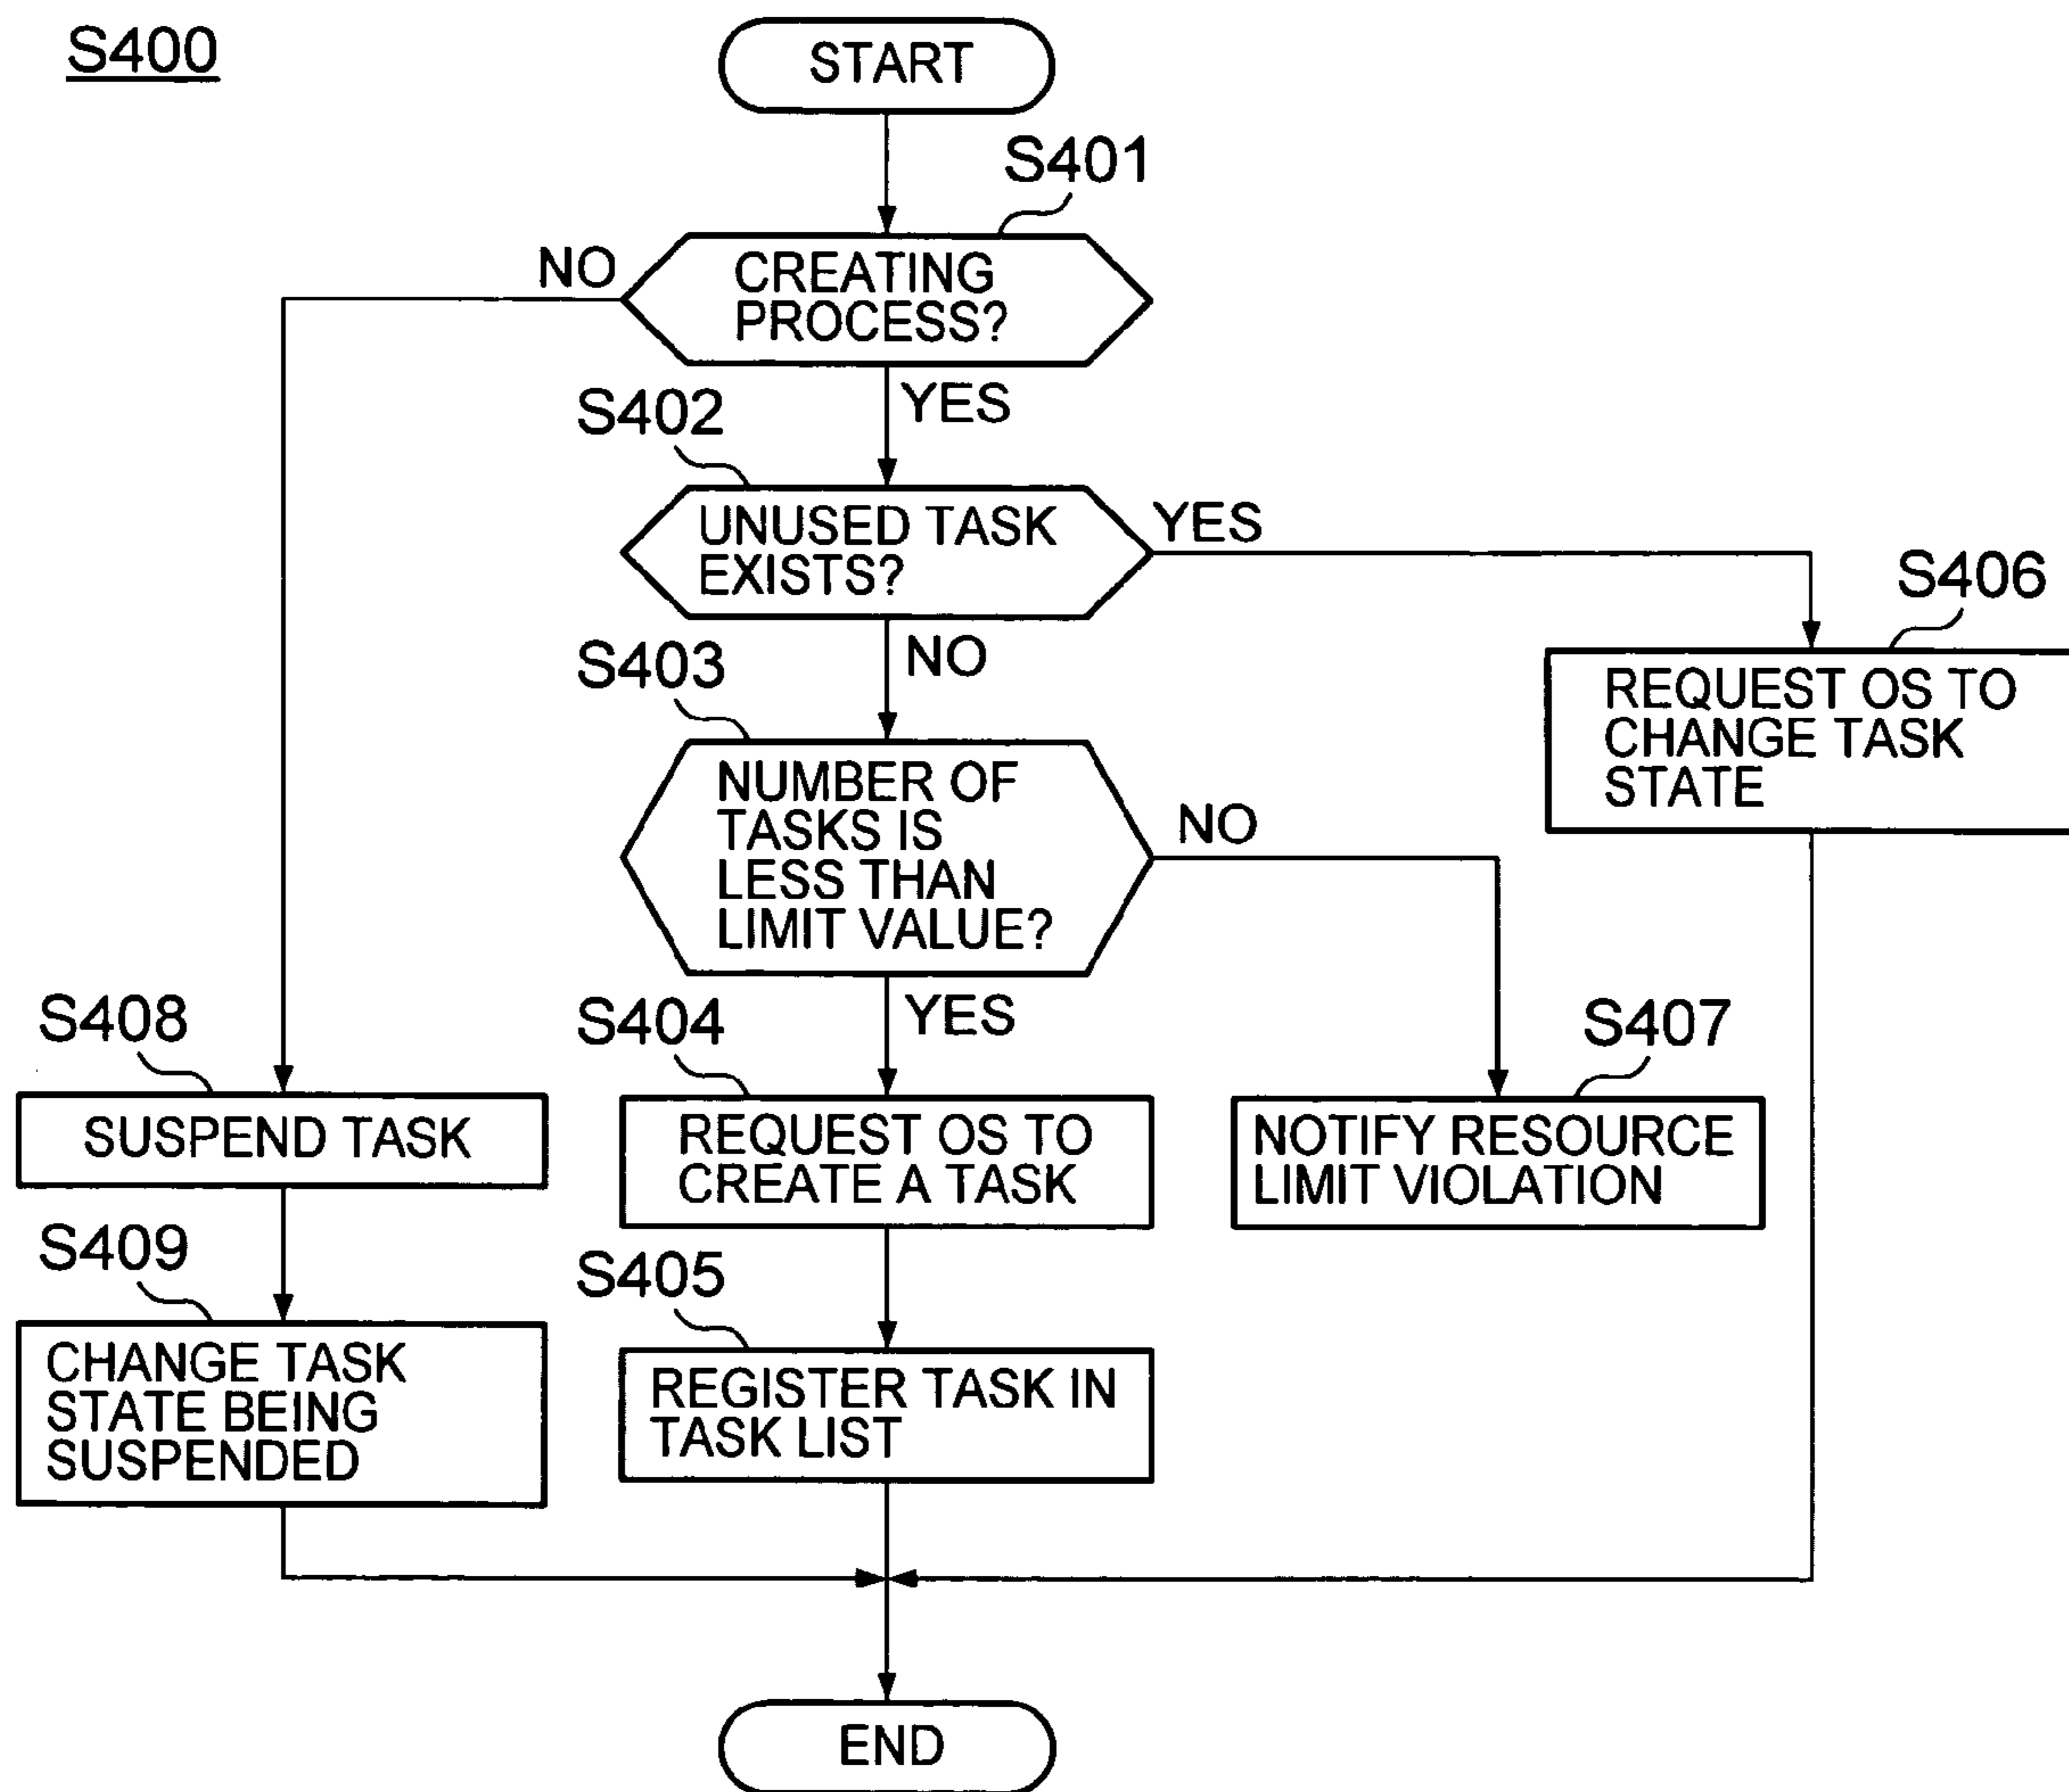 S400
START
S401
NO
CREATING
PROCESS?
YES
S402
UNUSED TASK
EXISTS?
YES
S406
NO
S403
REQUEST OS TO
CHANGE TASK
STATE
NUMBER OF
TASKS IS
LESS THAN
LIMIT VALUE?
NO
YES
S408
S404
S407
SUSPEND TASK
REQUEST OS TO
CREATE A TASK
NOTIFY RESOURCE
LIMIT VIOLATION
S409
S405
CHANGE TASK
STATE BEING
SUSPENDED
REGISTER TASK IN
TASK LIST
END